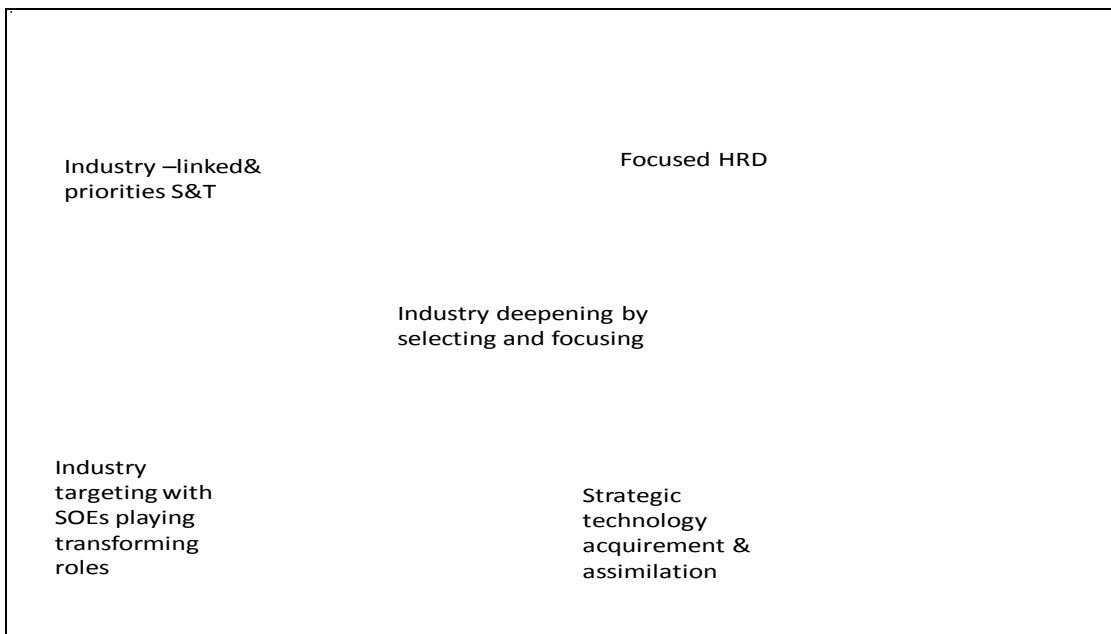 Industry –linked&
priorities S&T
Focused HRD
Industry deepening by
selecting and focusing
Industry
targeting with
SOEs playing
transforming
roles
Strategic
technology
acquirement &
assimilation